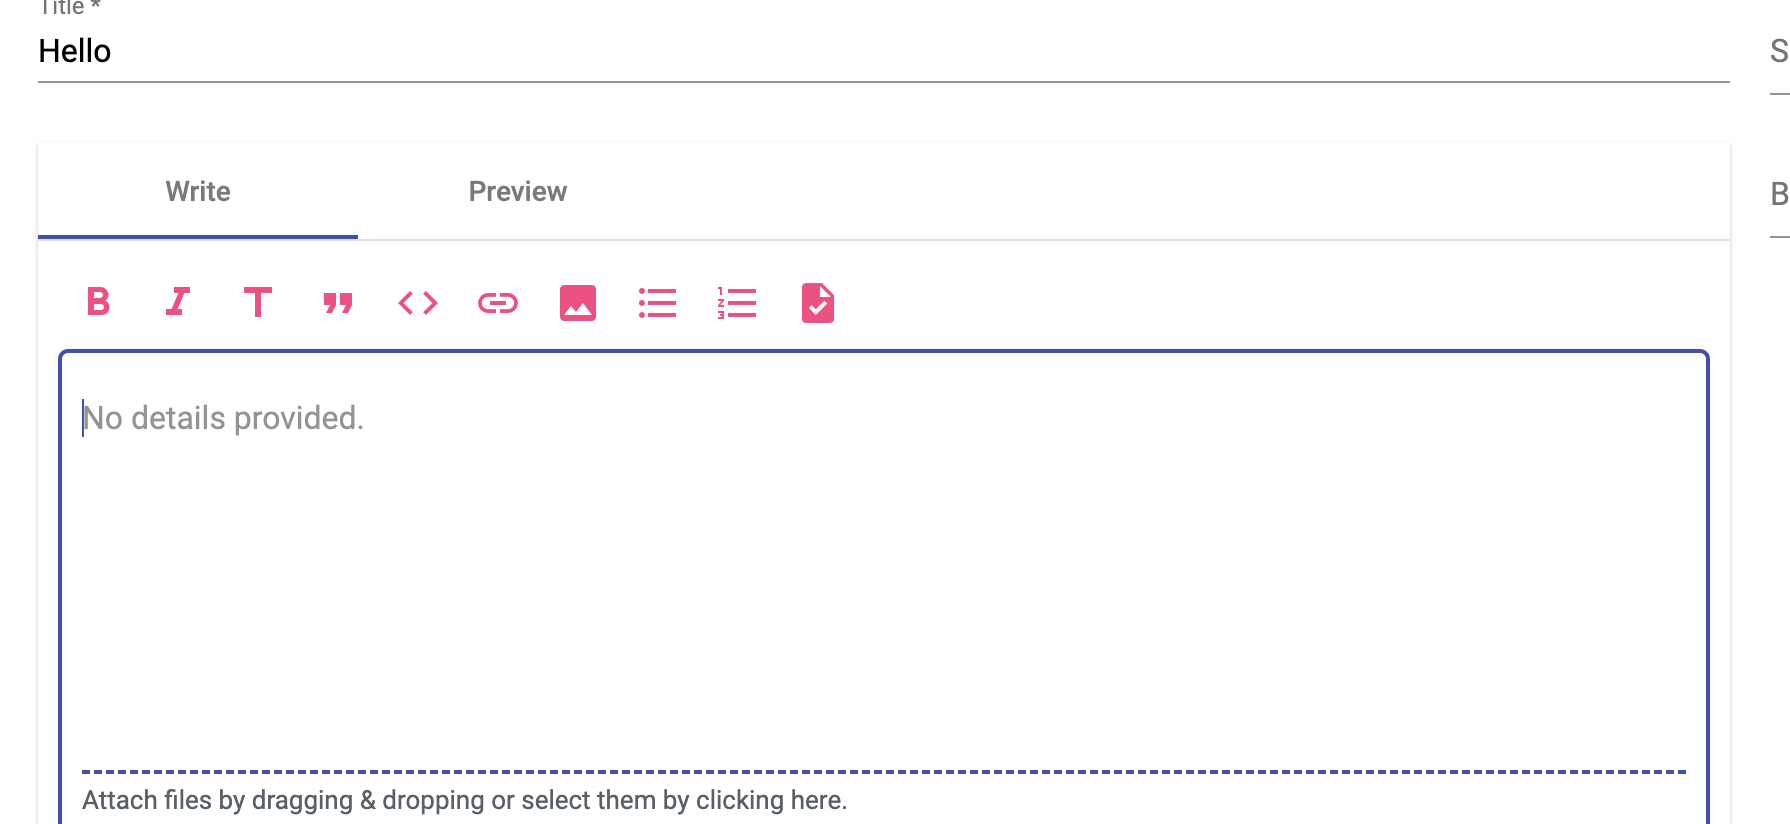 Title *
Hello
S
Write Preview
B
No details provided.
Attach files by dragging & dropping or select them by clicking here.